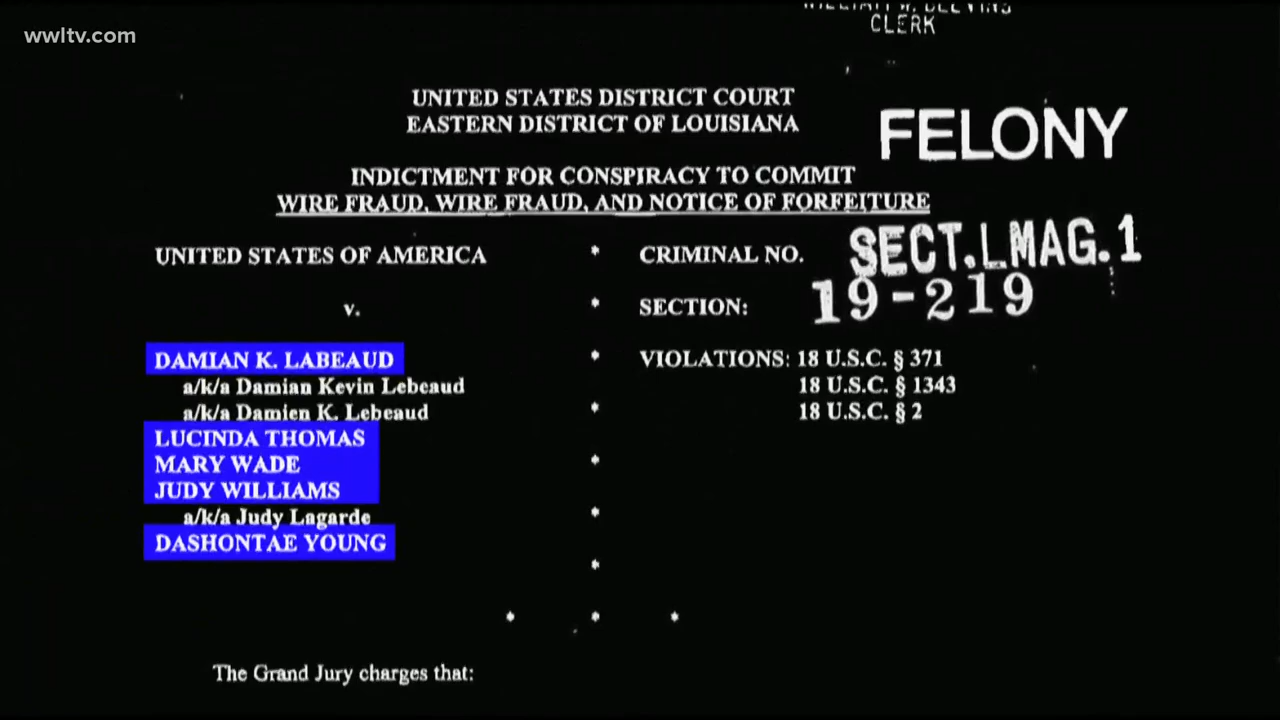 wwltv.com
CLERK
UNITED STATES DISTRICT COURT
EASTERN DISTRICT OF LOUISIANA
FELONY
INDICTMENT FOR CONSPIRACY TO COMMIT
WIRE FRAUD, WIRE FRAUD, AND NOTICE OF FORFEITURE
UNITED STATES OF AMERICA * CRIMINAL NO. SECT.L MAG.1
v. * SECTION: 19-219
DAMIAN K. LABEAUD * VIOLATIONS: 18 U.S.C. § 371
a/k/a Damian Kevin Lebeaud 18 U.S.C. § 1343
a/k/a Damien K. Lebeaud * 18 U.S.C. § 2
LUCINDA THOMAS
MARY WADE *
JUDY WILLIAMS
a/k/a Judy Lagarde *
DASHONTAE YOUNG
*
* * *
The Grand Jury charges that: